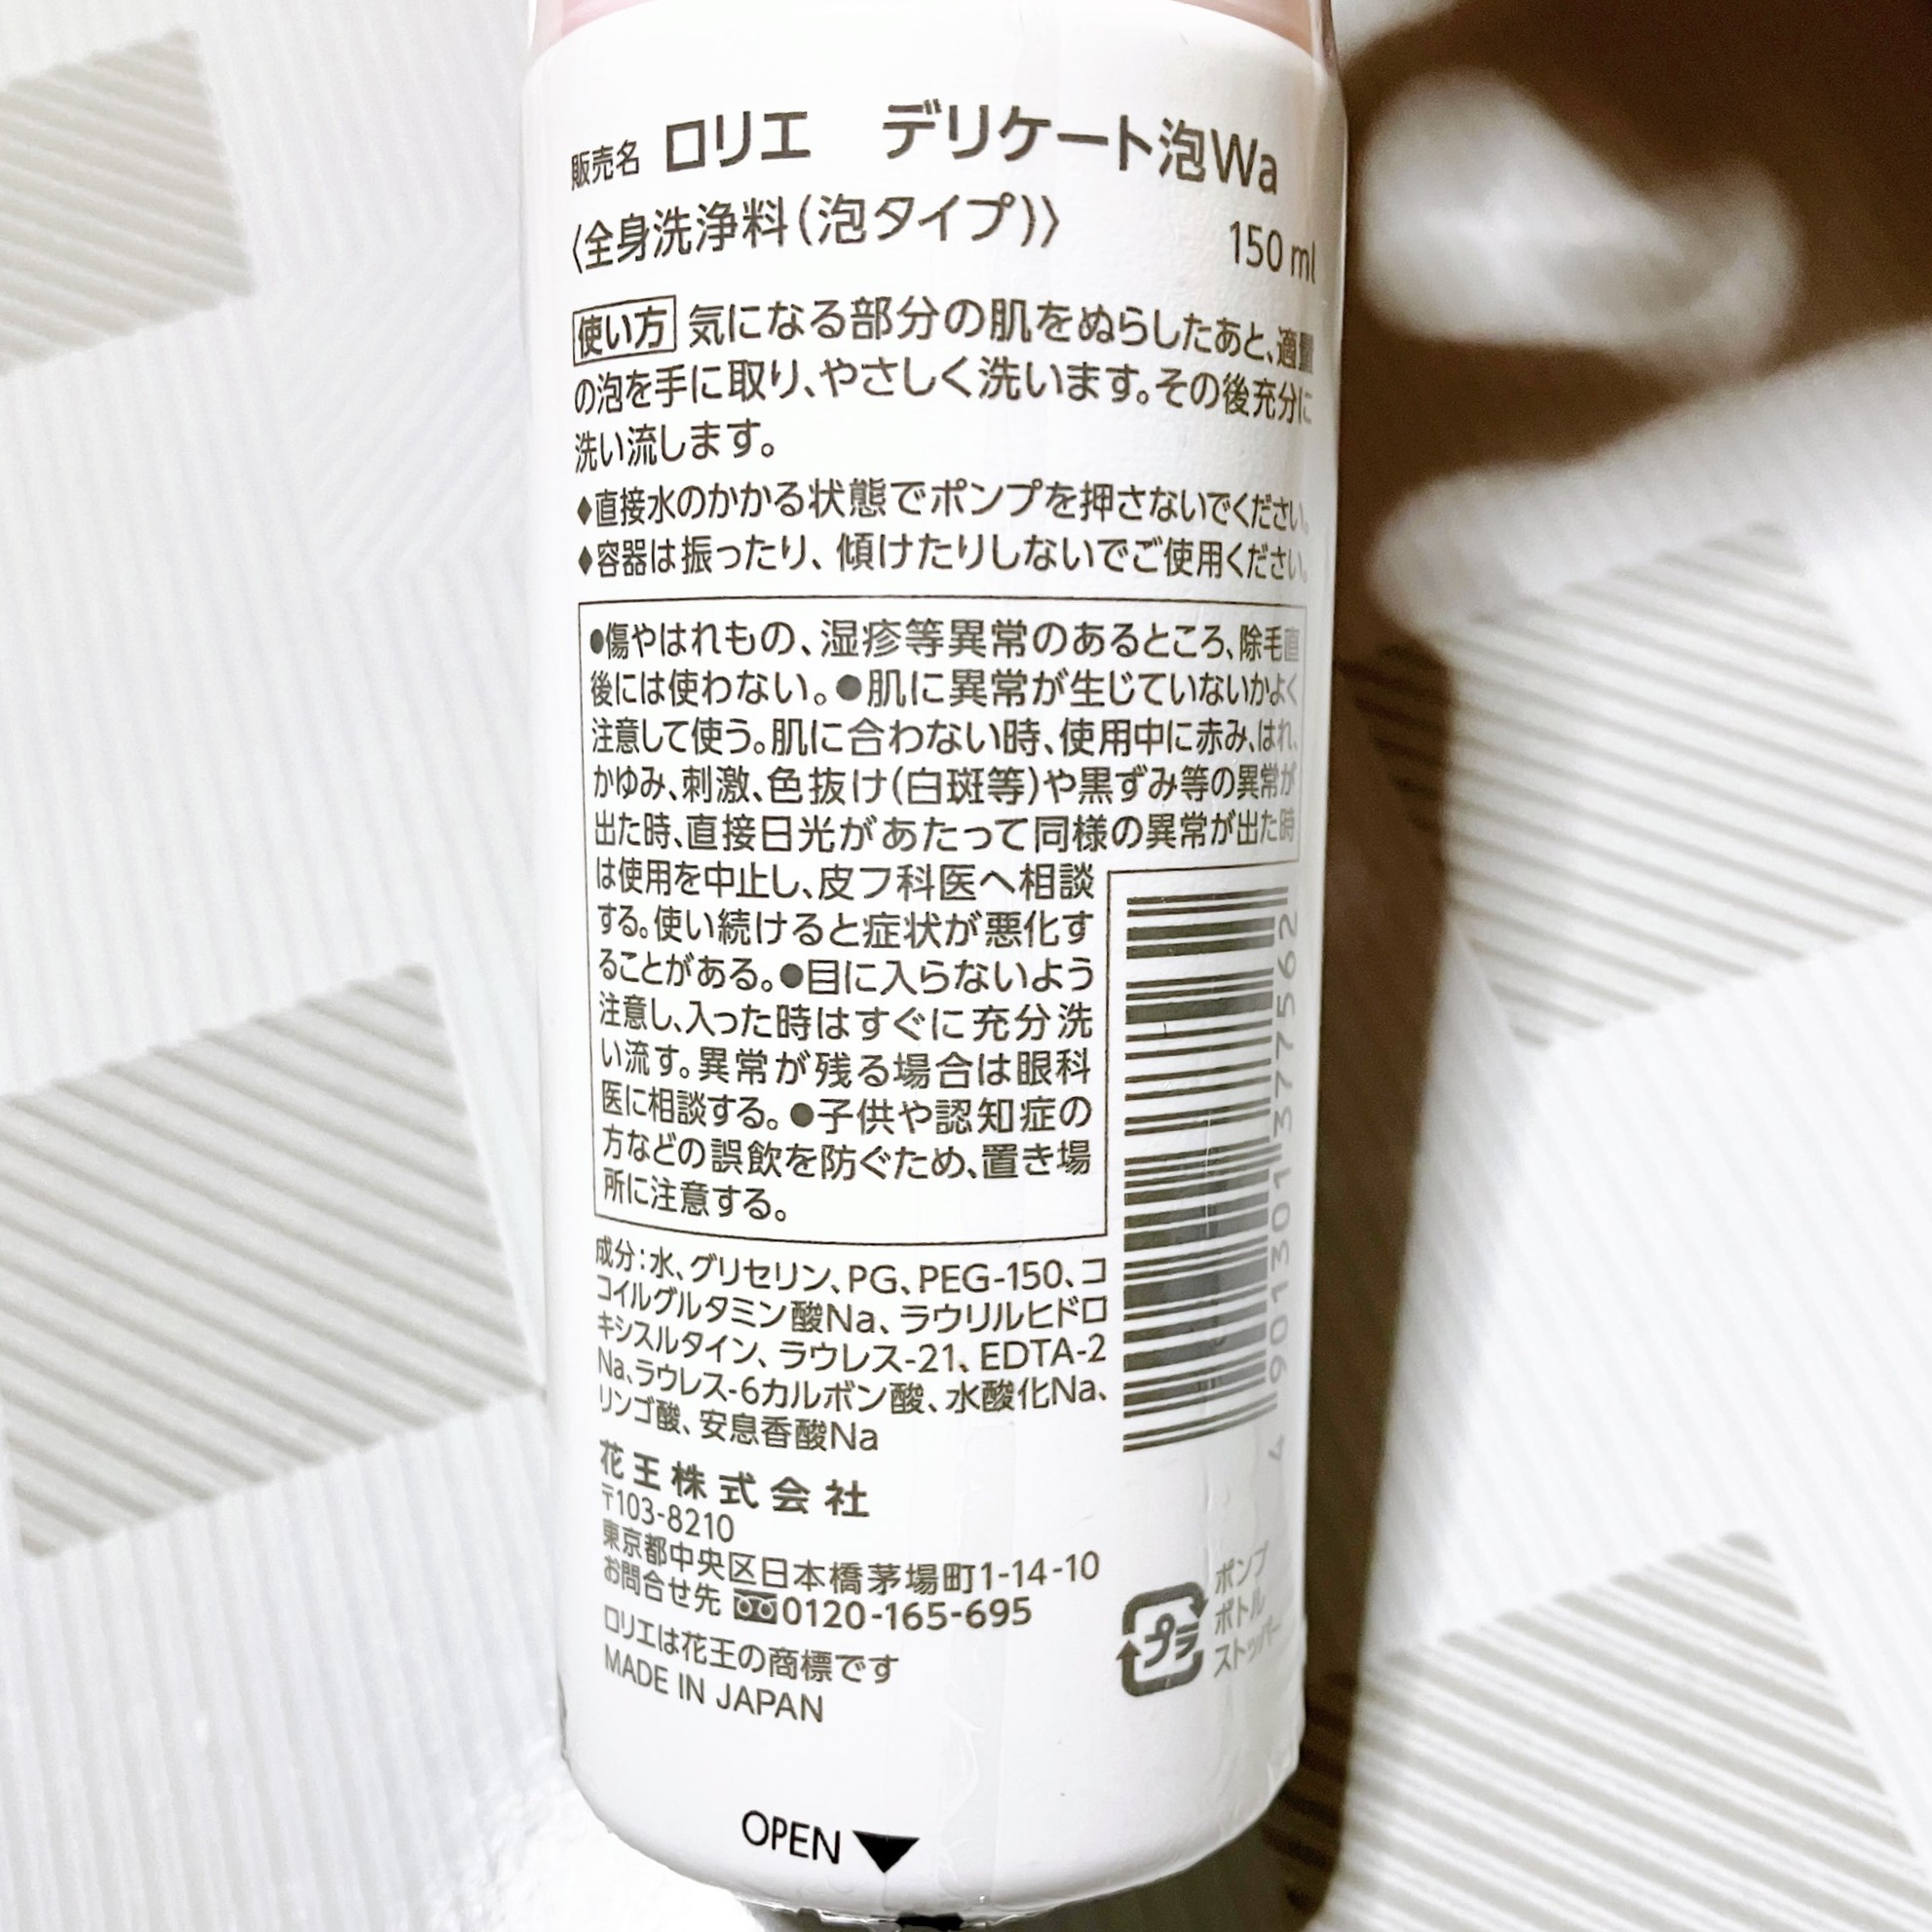 販売名 ロリエ　デリケート泡Wa
〈全身洗浄料(泡タイプ)〉
150 ml
使い方 気になる部分の肌をぬらしたあと、適量
の泡を手に取り、やさしく洗います。その後充分に
洗い流します。
◆直接水のかかる状態でポンプを押さないでください。
◆容器は振ったり、傾けたりしないでご使用ください。
●傷やはれもの、湿疹等異常のあるところ、除毛直
後には使わない。●肌に異常が生じていないかよく
注意して使う。肌に合わない時、使用中に赤み、はれ、
かゆみ、刺激、色抜け(白斑等)や黒ずみ等の異常が
出た時、直接日光があたって同様の異常が出た時
は使用を中止し、皮フ科医へ相談
する。使い続けると症状が悪化す
ることがある。●目に入らないよう
注意し、入った時はすぐに充分洗
い流す。異常が残る場合は眼科
医に相談する。●子供や認知症の
方などの誤飲を防ぐため、置き場
所に注意する。
成分:水、グリセリン、PG、PEG-150、コ
コイルグルタミン酸Na、ラウリルヒドロ
キシスルタイン、ラウレス-21、EDTA-2
Na、ラウレス-6カルボン酸、水酸化Na、
リンゴ酸、安息香酸Na
花王株式会社
〒103-8210
東京都中央区日本橋茅場町1-14-10
お問合せ先 0120-165-695
ロリエは花王の商標です
MADE IN JAPAN
4 901301 377562
プラ
ポンプ
ボトル
ストッパー
OPEN▼